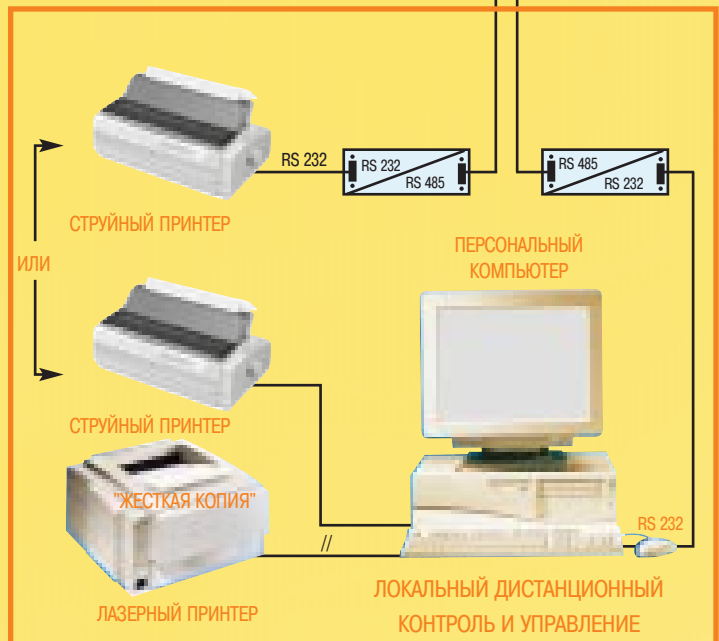 RS 232
RS 232
RS 485
RS 485
RS 232
СТРУЙНЫЙ ПРИНТЕР
ИЛИ
ПЕРСОНАЛЬНЫЙ
КОМПЬЮТЕР
СТРУЙНЫЙ ПРИНТЕР
"ЖЕСТКАЯ КОПИЯ"
//
RS 232
ЛАЗЕРНЫЙ ПРИНТЕР
ЛОКАЛЬНЫЙ ДИСТАНЦИОННЫЙ
КОНТРОЛЬ И УПРАВЛЕНИЕ